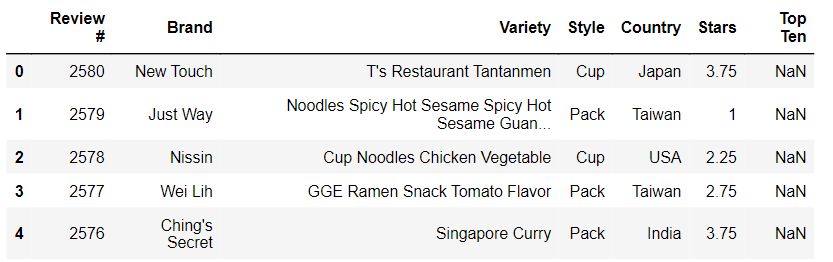 Review # Brand Variety Style Country Stars Top Ten
0 2580 New Touch T's Restaurant Tantanmen Cup Japan 3.75 NaN
1 2579 Just Way Noodles Spicy Hot Sesame Spicy Hot Sesame Guan... Pack Taiwan 1 NaN
2 2578 Nissin Cup Noodles Chicken Vegetable Cup USA 2.25 NaN
3 2577 Wei Lih GGE Ramen Snack Tomato Flavor Pack Taiwan 2.75 NaN
4 2576 Ching's Secret Singapore Curry Pack India 3.75 NaN